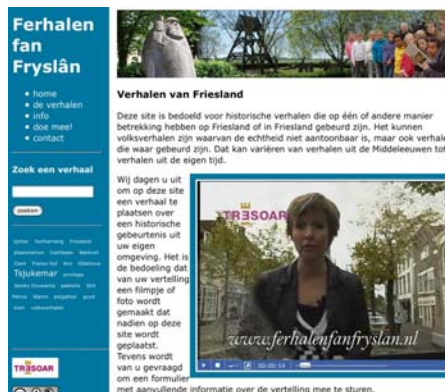 Ferhalen
fan
Fryslân
home
de verhalen
info
doe mee!
contact
Zoek een verhaal
zoeken
Tsjukemar
TRESOAR
Verhalen van Friesland
Deze site is bedoeld voor historische verhalen die op één of andere manier
betrekking hebben op Friesland of in Friesland gebeurd zijn. Het kunnen
volksverhalen zijn waarvan de echtheid niet aantoonbaar is, maar ook verhale
die waar gebeurd zijn. Dat kan variëren van verhalen uit de Middeleeuwen tot
verhalen uit de eigen tijd.
Wij dagen u uit
om op deze site
een verhaal te
plaatsen over
een historische
gebeurtenis uit
uw eigen
omgeving. Het is
de bedoeling dat
van uw vertelling
een filmpje of
foto wordt
gemaakt dat
nadien op deze
site wordt
geplaatst.
Tevens wordt
van u gevraagd
om een formulier
met aanvullende informatie over de vertelling mee te sturen.
TRESOAR
www.ferhalenfanfryslan.nl
00:00:14